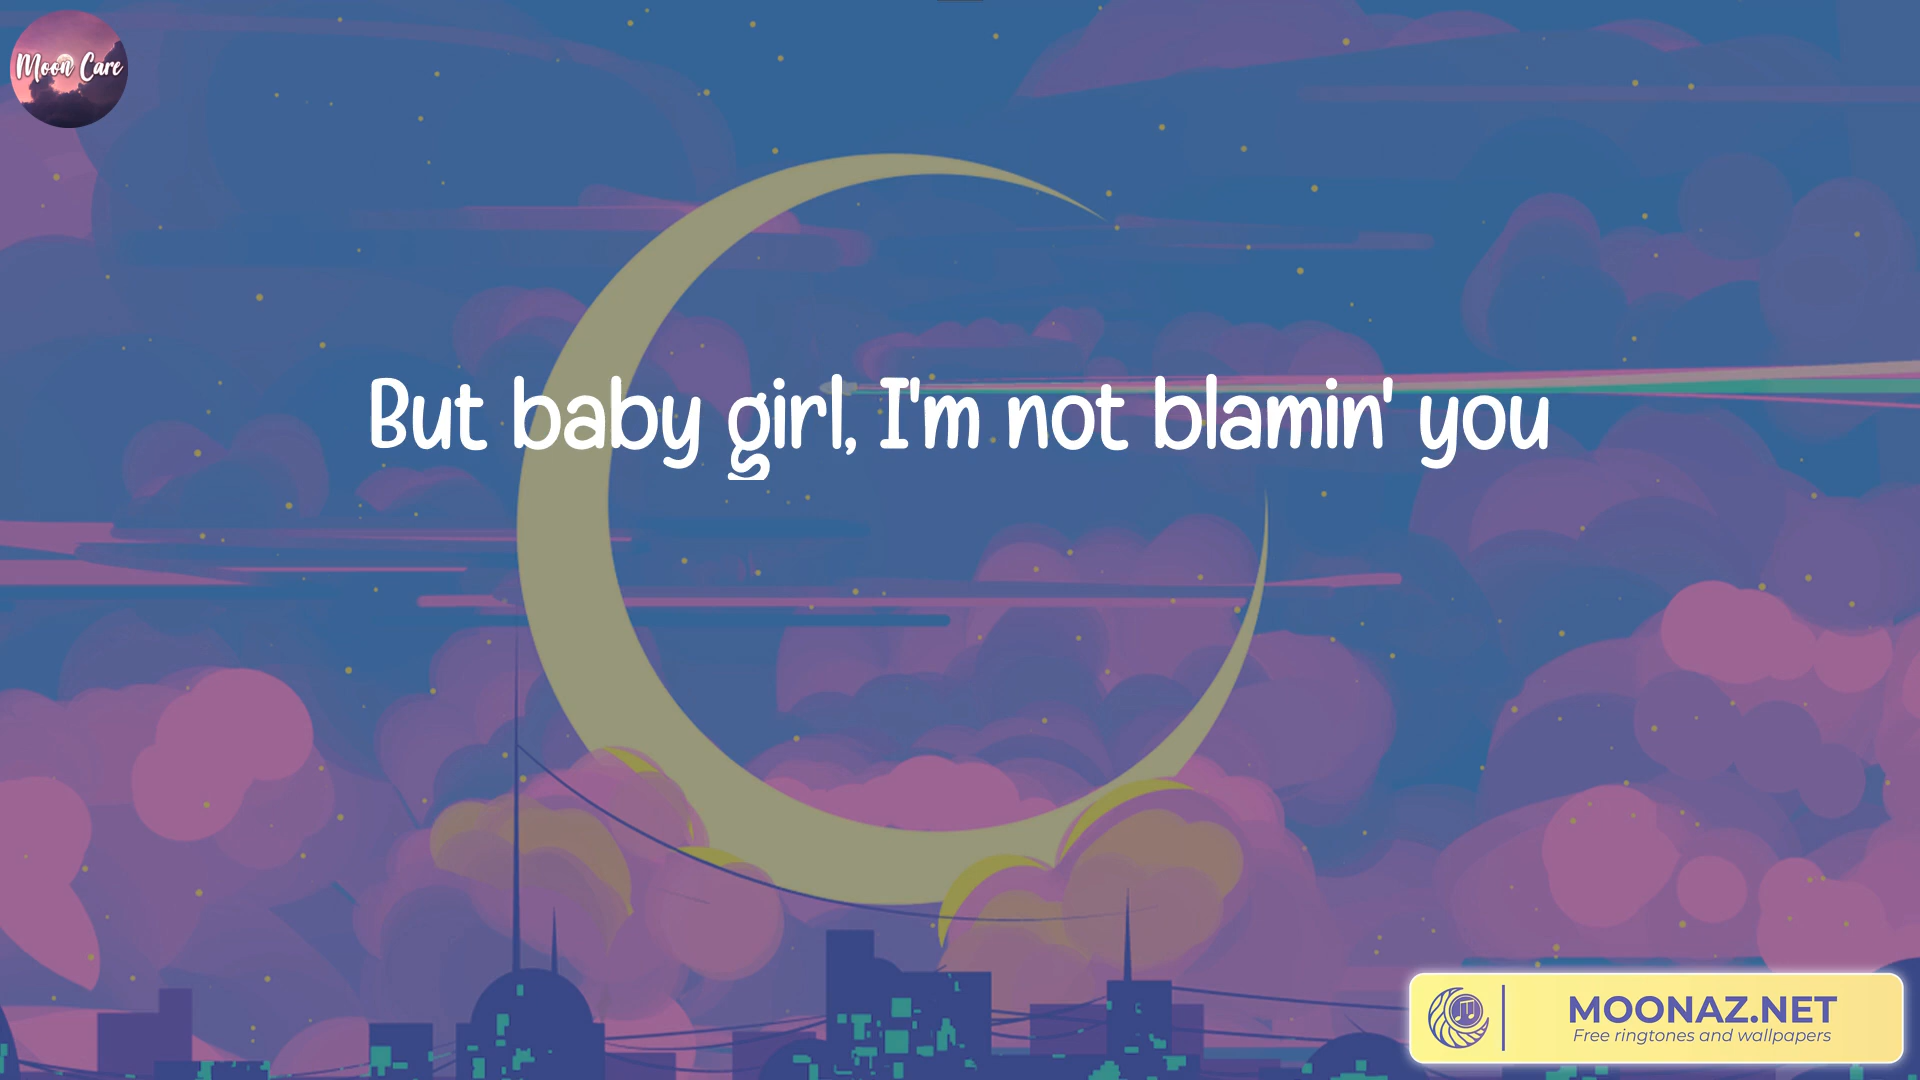 Moon Care
But baby girl, I'm not blamin' you
MOONAZ.NET
Free ringtones and wallpapers